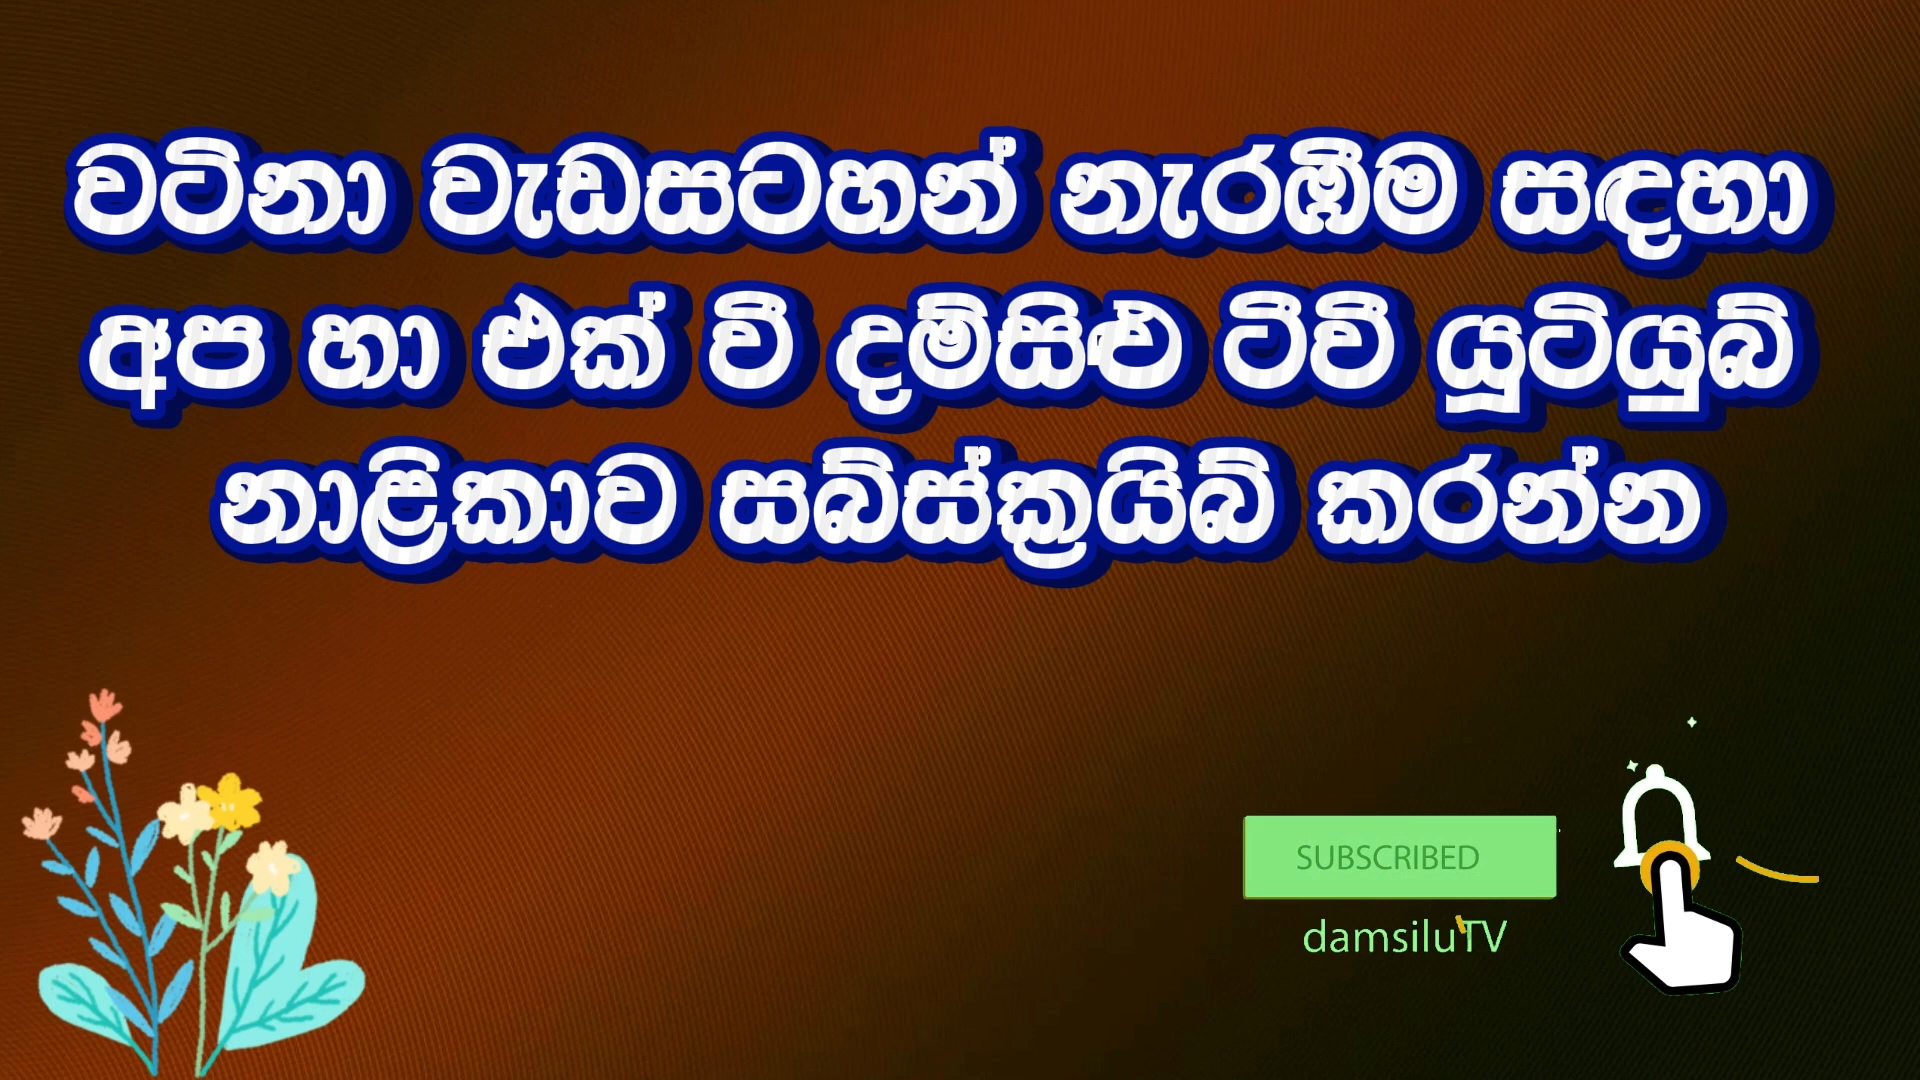 වටිනා වැඩසටහන් නැරඹීම සඳහා
අප හා එක් වී දම්සිළු ටීවී යූටියුබ්
නාළිකාව සබ්ස්ක්‍රයිබ් කරන්න
SUBSCRIBED
damsiluTV